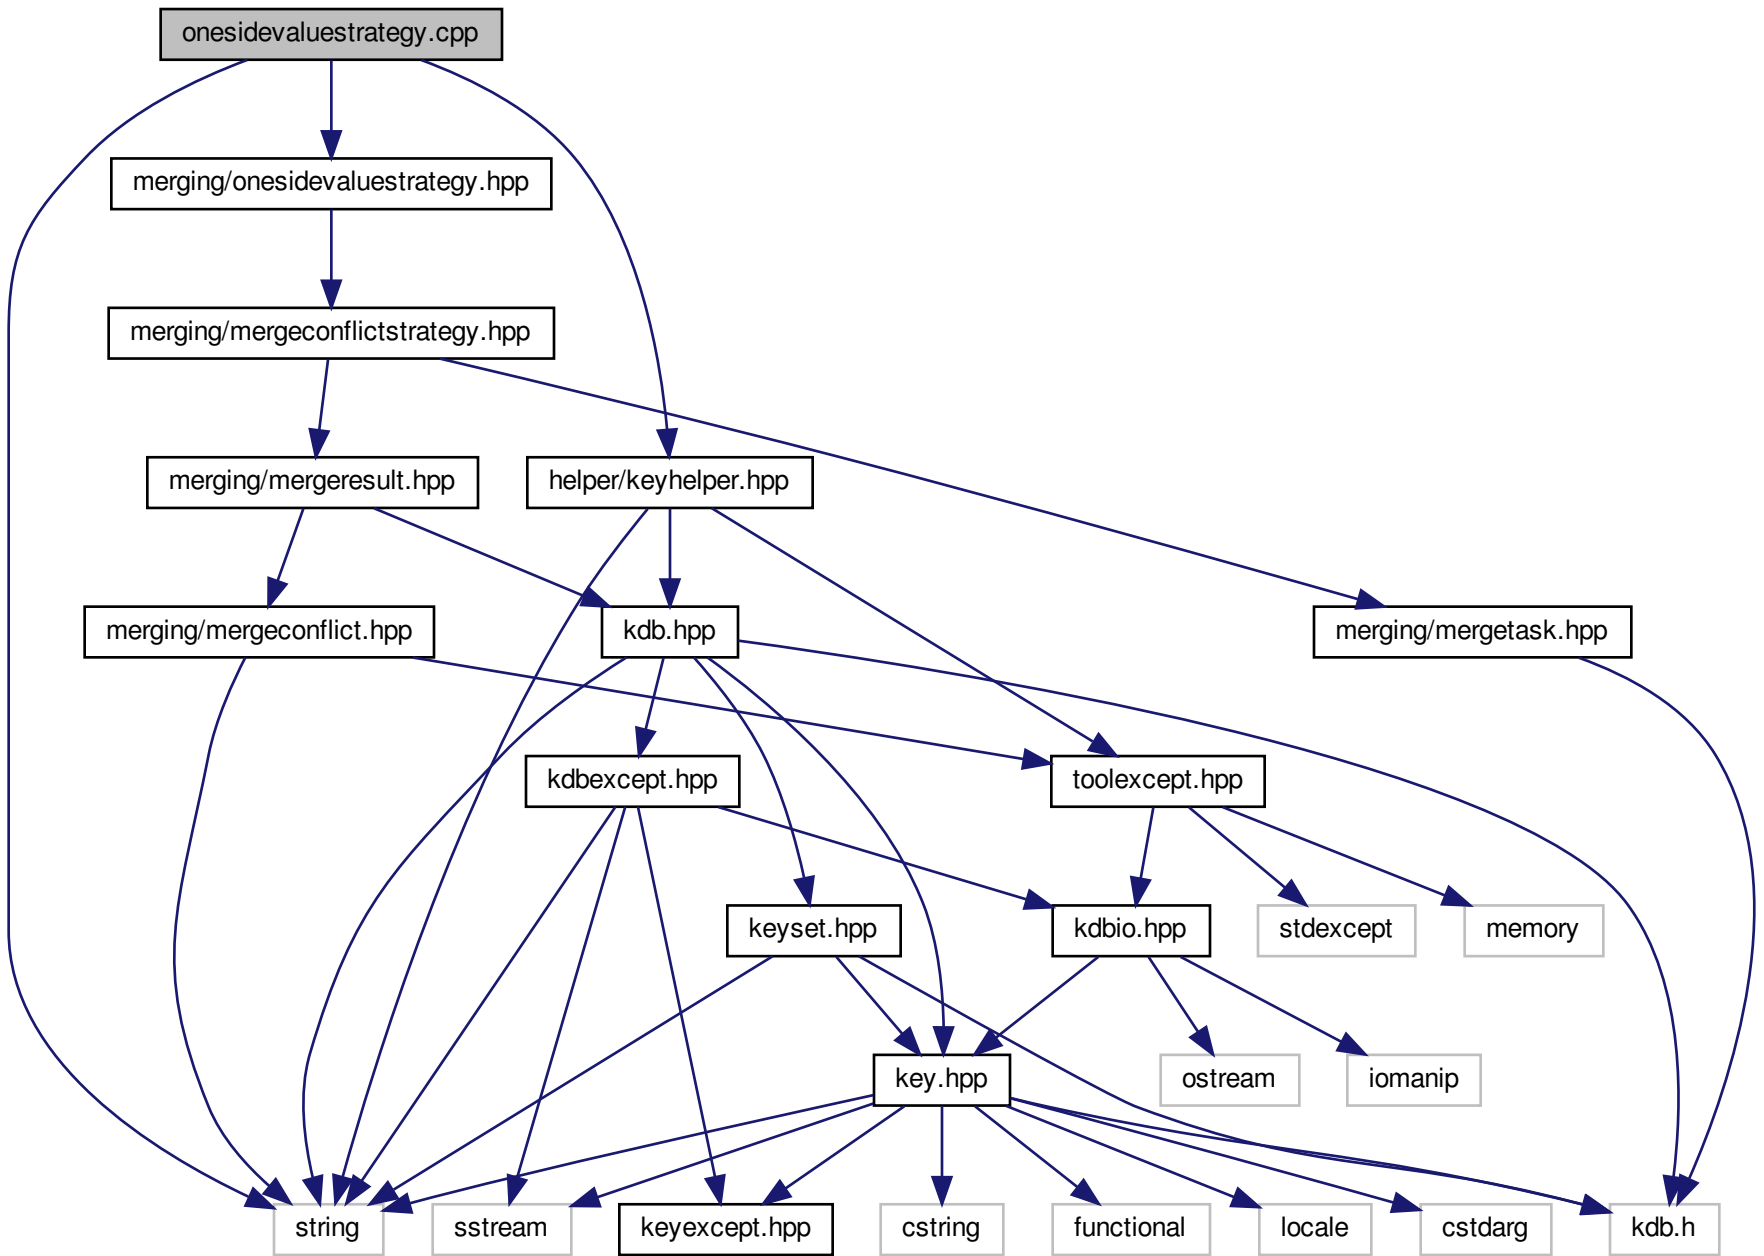 onesidevaluestrategy.cpp
merging/onesidevaluestrategy.hpp
merging/mergeconflictstrategy.hpp
merging/mergeresult.hpp
helper/keyhelper.hpp
merging/mergeconflict.hpp
kdb.hpp
merging/mergetask.hpp
kdbexcept.hpp
toolexcept.hpp
keyset.hpp
kdbio.hpp
stdexcept
memory
key.hpp
ostream
iomanip
string
sstream
keyexcept.hpp
cstring
functional
locale
cstdarg
kdb.h